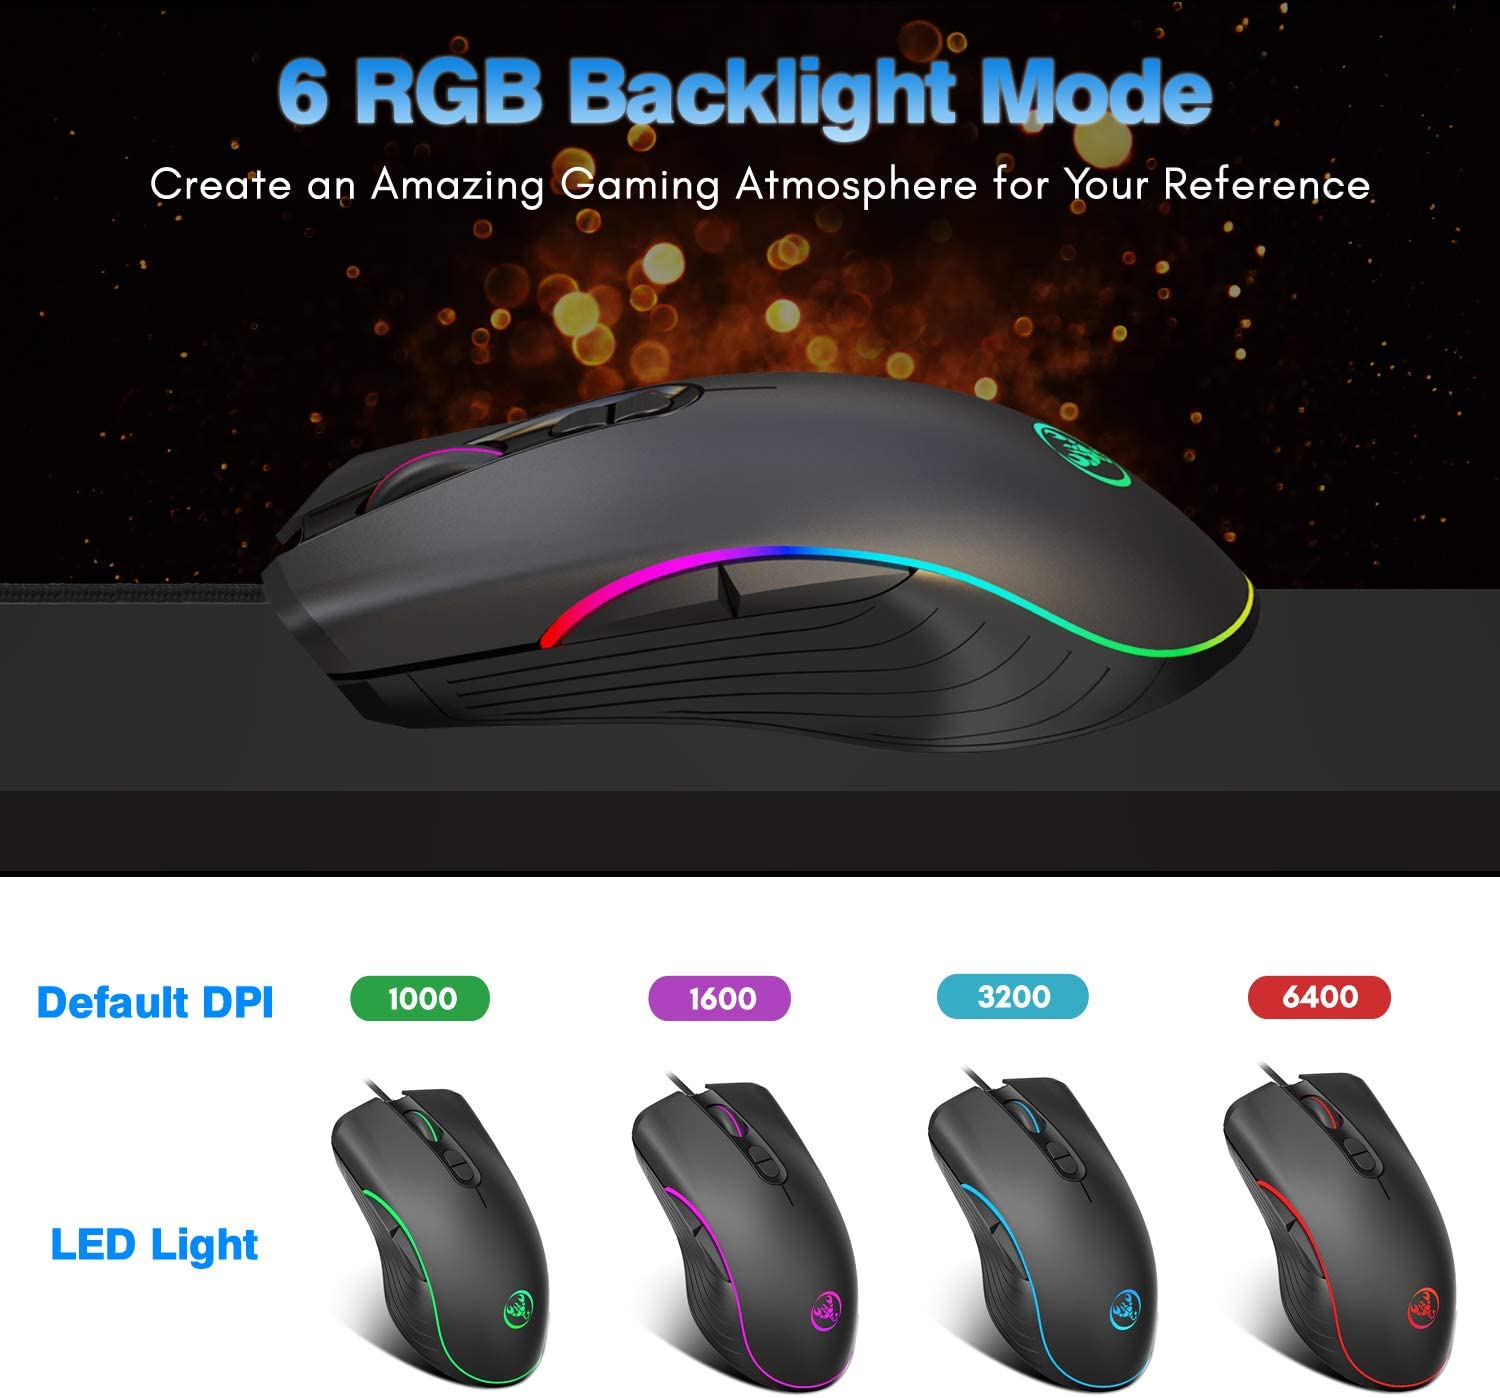 6 RGB Backlight Mode
Create an Amazing Gaming Atmosphere for Your Reference
Default DPI 1000 1600 3200 6400
LED Light